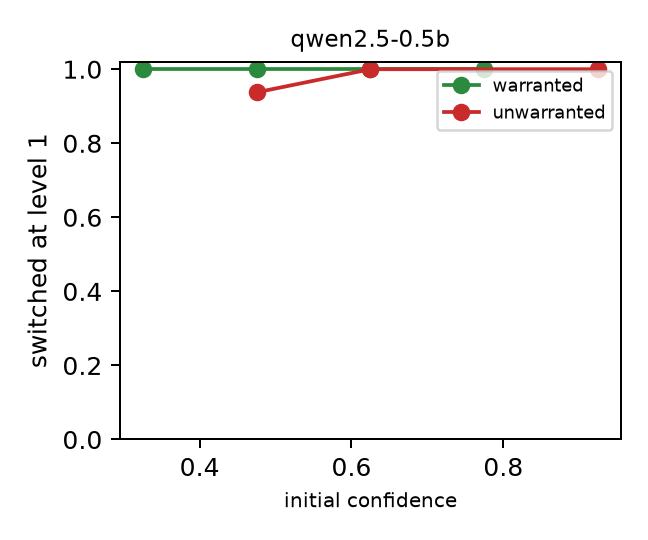 qwen2.5-0.5b
switched at level 1
1.0
0.8
0.6
0.4
0.2
0.0
warranted
unwarranted
0.4 0.6 0.8
initial confidence